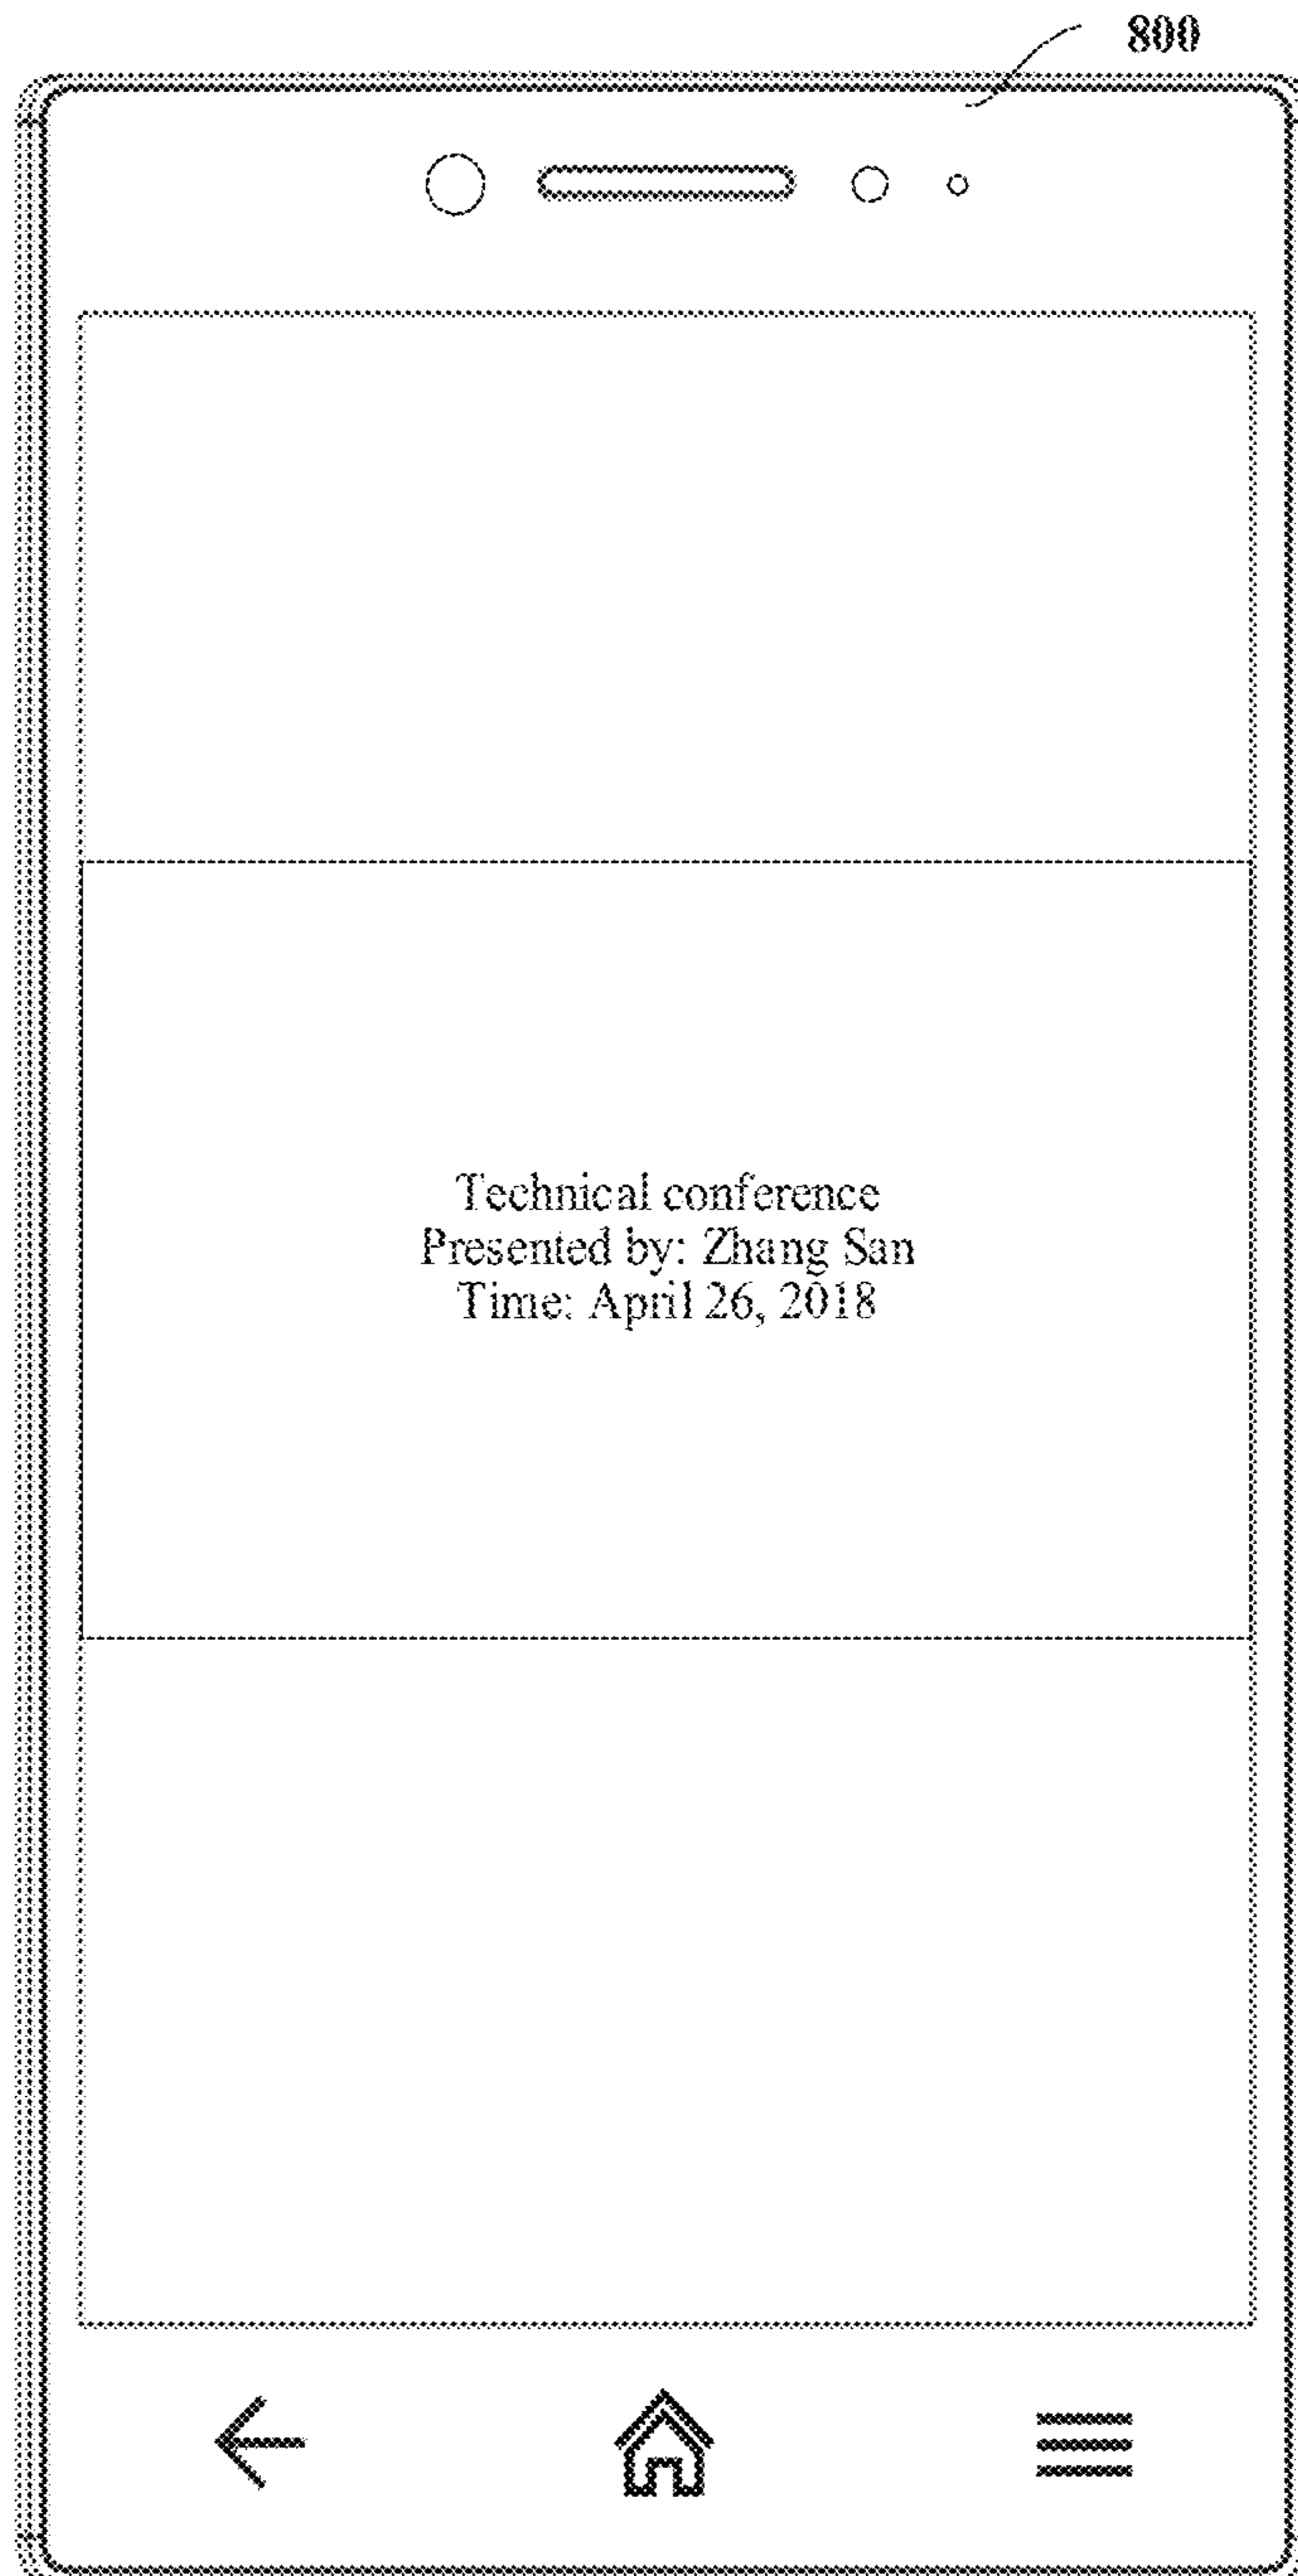 800
Technical conference
Presented by: Zhang San
Time: April 26, 2018